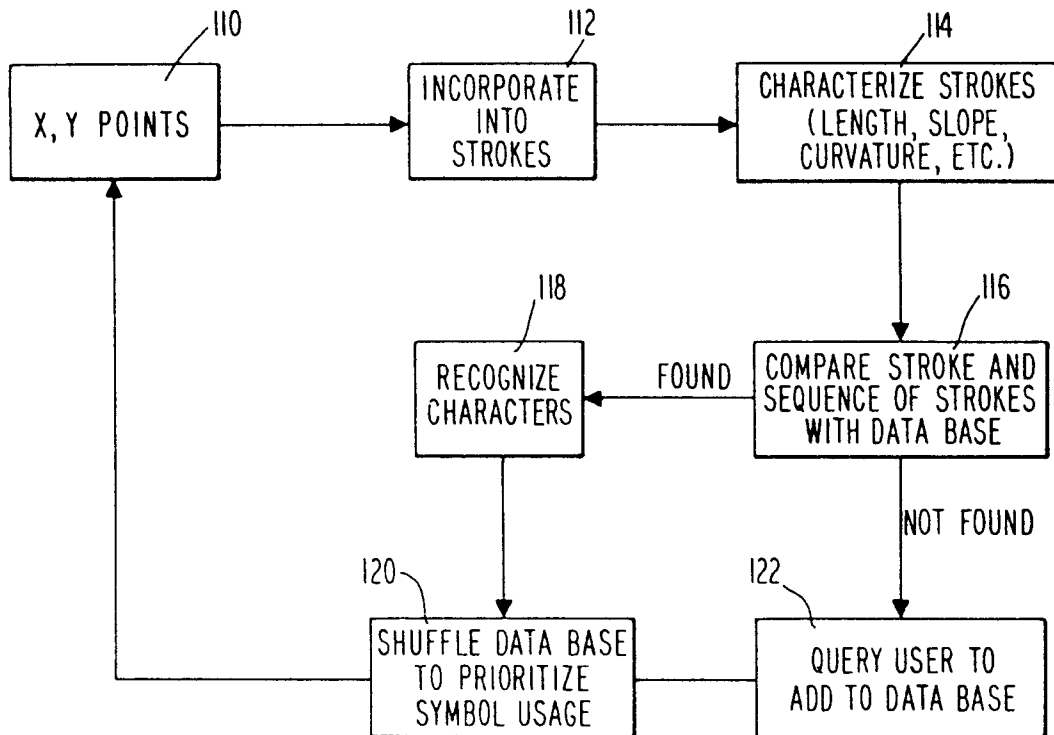 110
X, Y POINTS
112
INCORPORATE
INTO
STROKES
114
CHARACTERIZE STROKES
(LENGTH, SLOPE,
CURVATURE, ETC.)
116
COMPARE STROKE AND
SEQUENCE OF STROKES
WITH DATA BASE
FOUND
118
RECOGNIZE
CHARACTERS
NOT FOUND
120
SHUFFLE DATA BASE
TO PRIORITIZE
SYMBOL USAGE
122
QUERY USER TO
ADD TO DATA BASE